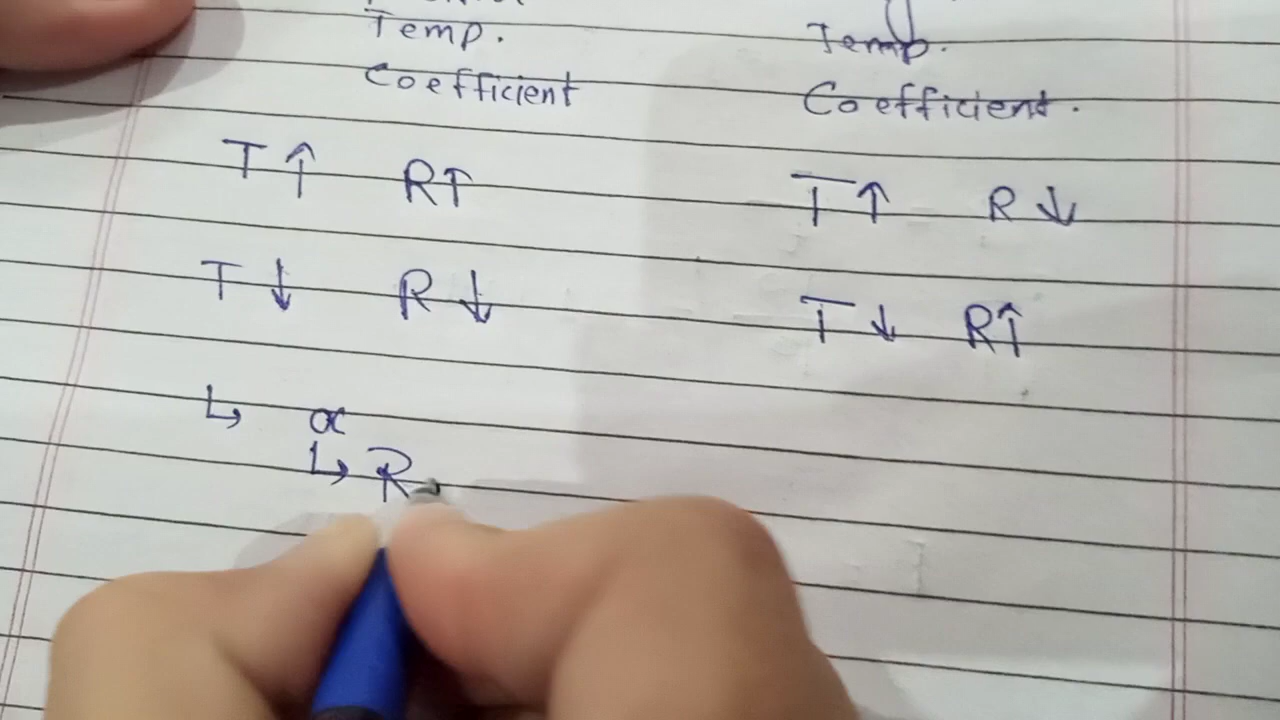 Temp.
Coefficient
T↑ R↑
T↓ R↓
↳ α
↳ R
Temp.
Coefficient.
T↑ R↓
T↓ R↑